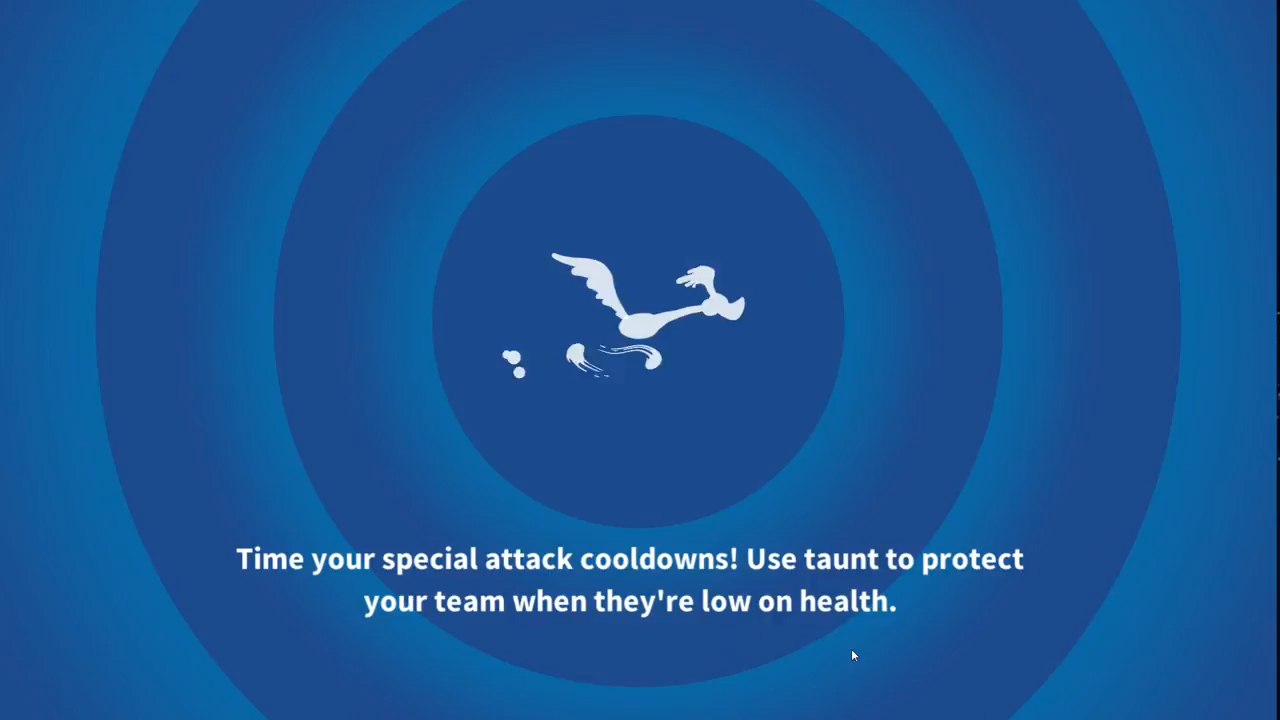 Time your special attack cooldowns! Use taunt to protect
your team when they're low on health.